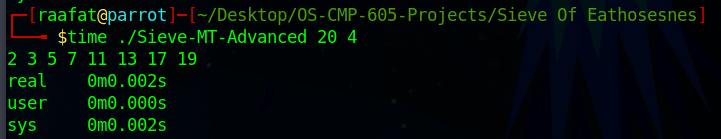 ┌─[raafat@parrot]─[~/Desktop/OS-CMP-605-Projects/Sieve Of Eathosesnes]
└──╼ $time ./Sieve-MT-Advanced 20 4
2 3 5 7 11 13 17 19
real    0m0.002s
user    0m0.000s
sys     0m0.002s